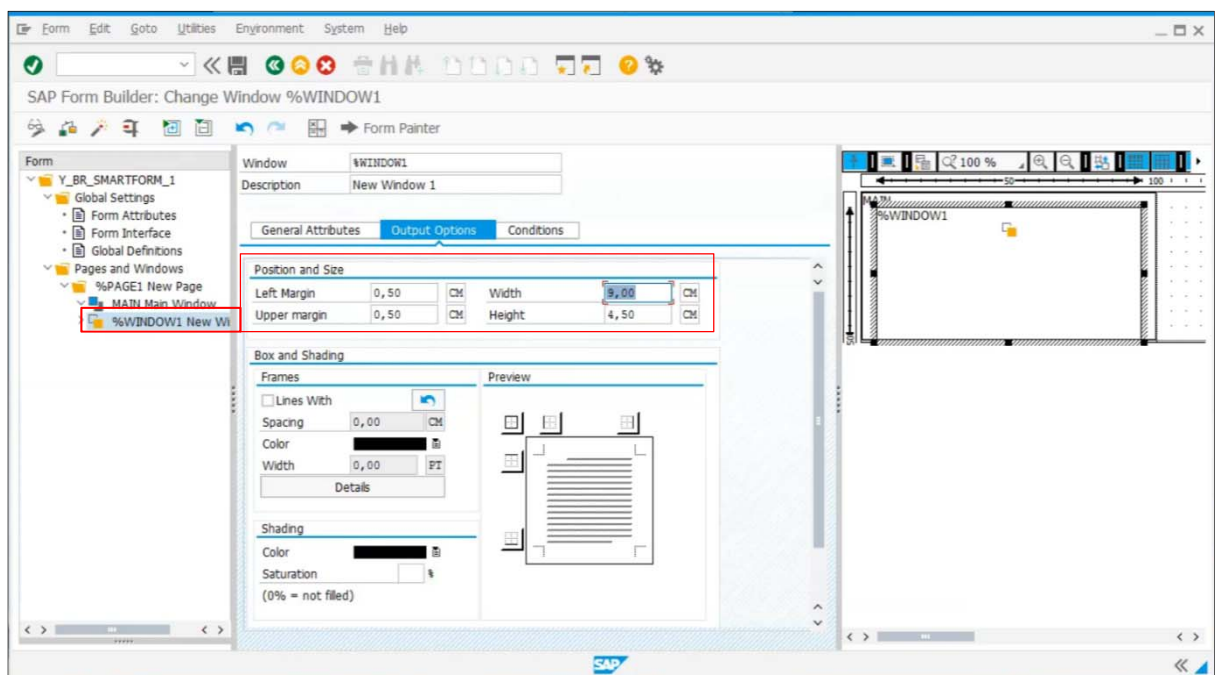 Form Edit Goto Utilities Environment System Help
SAP Form Builder: Change Window %WINDOW1
Form Painter
Form
Y_BR_SMARTFORM_1
Global Settings
Form Attributes
Form Interface
Global Definitions
Pages and Windows
%PAGE1 New Page
MAIN Main Window
%WINDOW1 New Wi
Window %WINDOW1
Description New Window 1
General Attributes Output Options Conditions
Position and Size
Left Margin 0,50 CM Width 9,00 CM
Upper margin 0,50 CM Height 4,50 CM
Box and Shading
Frames Preview
Lines With
Spacing 0,00 CM
Color
Width 0,00 PT
Details
Shading
Color
Saturation %
(0% = not filled)
100 %
50 100
MAIN
%WINDOW1
50
SAP